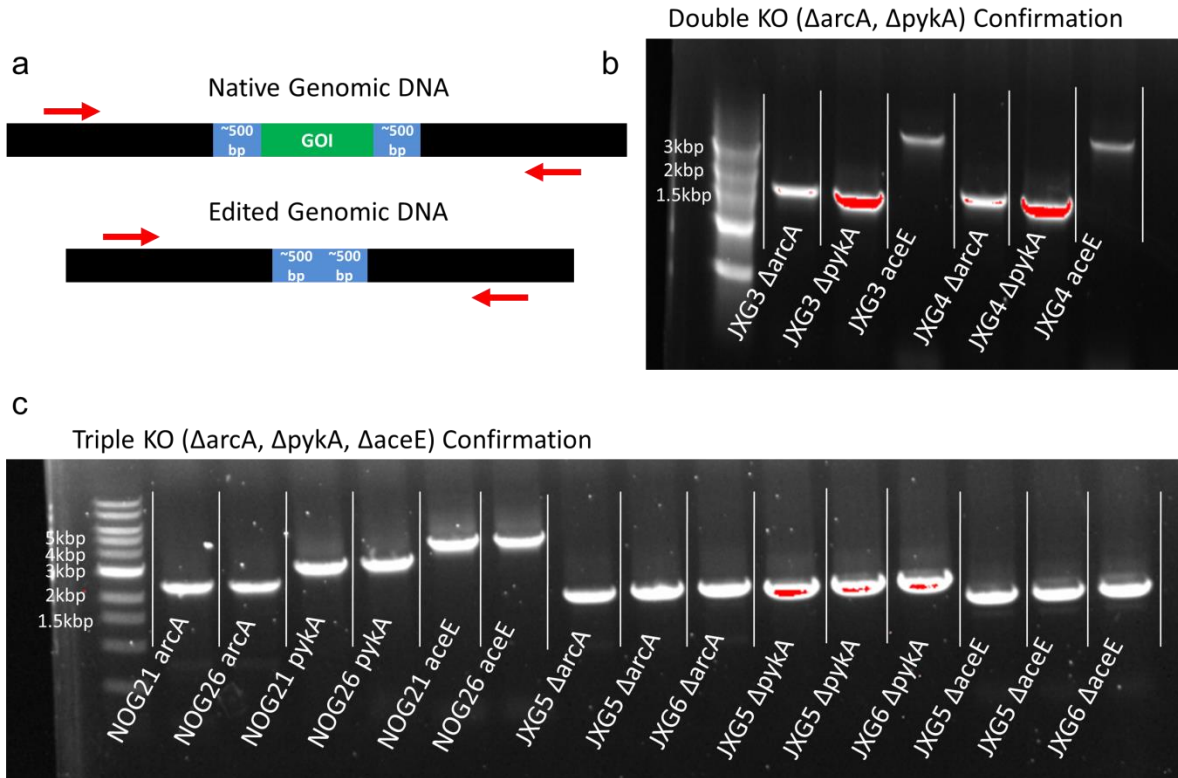 a
Native Genomic DNA
~500
bp
GOI
~500
bp
Edited Genomic DNA
~500
bp
~500
bp
Double KO (ΔarcA, ΔpykA) Confirmation
b
3kbp
2kbp
1.5kbp
JXG3 ΔarcA
JXG3 ΔpykA
JXG3 aceE
JXG4 ΔarcA
JXG4 ΔpykA
JXG4 aceE
c
Triple KO (ΔarcA, ΔpykA, ΔaceE) Confirmation
5kbp
4kbp
3kbp
2kbp
1.5kbp
NOG21 arcA
NOG26 arcA
NOG21 pykA
NOG26 pykA
NOG21 aceE
NOG26 aceE
JXG5 ΔarcA
JXG5 ΔarcA
JXG6 ΔarcA
JXG5 ΔpykA
JXG5 ΔpykA
JXG6 ΔpykA
JXG5 ΔaceE
JXG5 ΔaceE
JXG6 ΔaceE